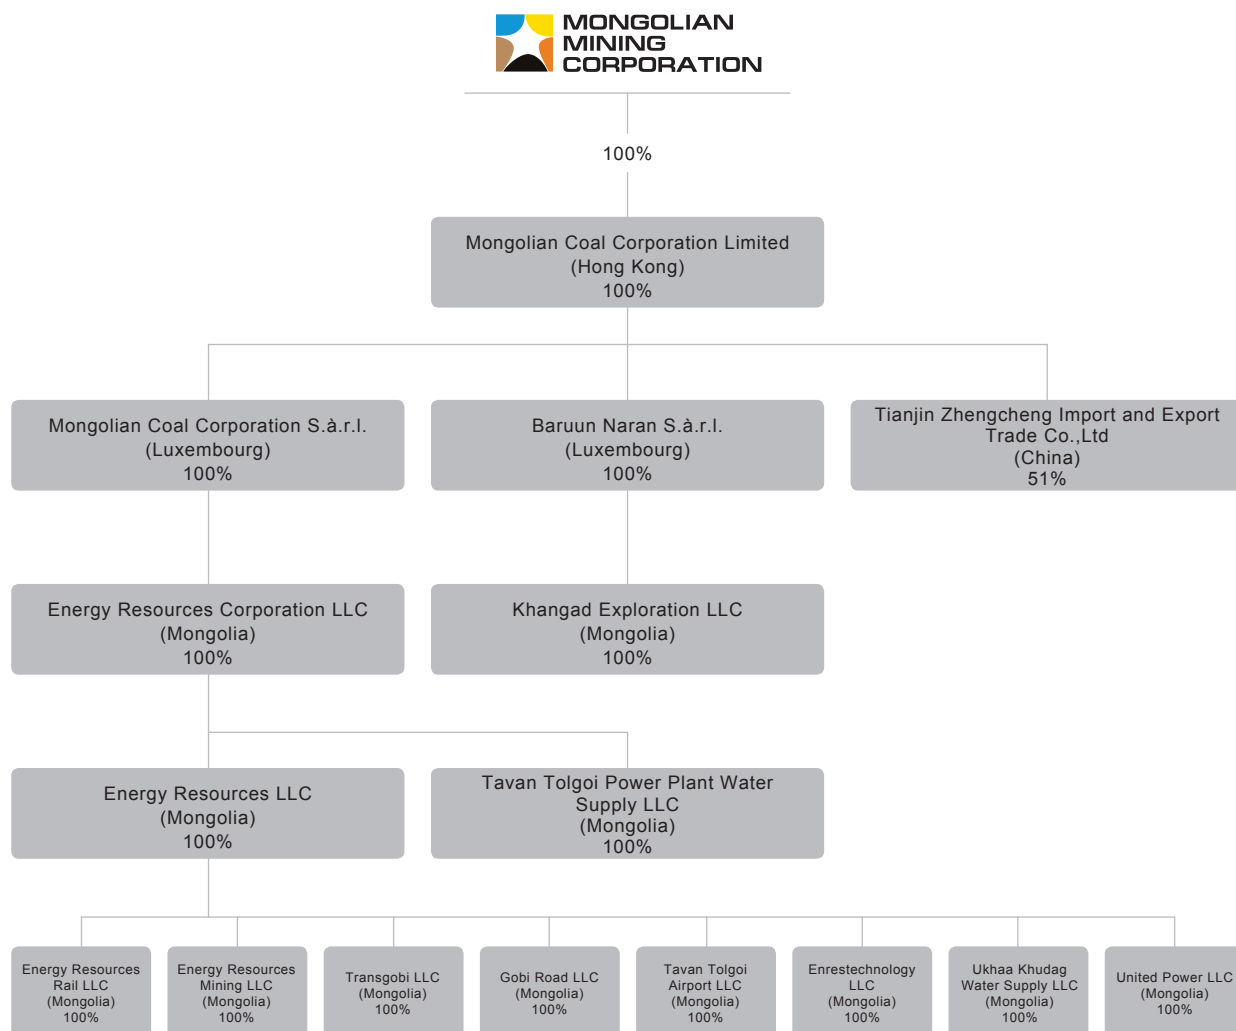 MONGOLIAN
MINING
CORPORATION
100%
Mongolian Coal Corporation Limited
(Hong Kong)
100%
Mongolian Coal Corporation S.à.r.l.
(Luxembourg)
100%
Baruun Naran S.à.r.l.
(Luxembourg)
100%
Tianjin Zhengcheng Import and Export
Trade Co.,Ltd
(China)
51%
Energy Resources Corporation LLC
(Mongolia)
100%
Khangad Exploration LLC
(Mongolia)
100%
Energy Resources LLC
(Mongolia)
100%
Tavan Tolgoi Power Plant Water
Supply LLC
(Mongolia)
100%
Energy Resources
Rail LLC
(Mongolia)
100%
Energy Resources
Mining LLC
(Mongolia)
100%
Transgobi LLC
(Mongolia)
100%
Gobi Road LLC
(Mongolia)
100%
Tavan Tolgoi
Airport LLC
(Mongolia)
100%
Enrestechnology
LLC
(Mongolia)
100%
Ukhaa Khudag
Water Supply LLC
(Mongolia)
100%
United Power LLC
(Mongolia)
100%